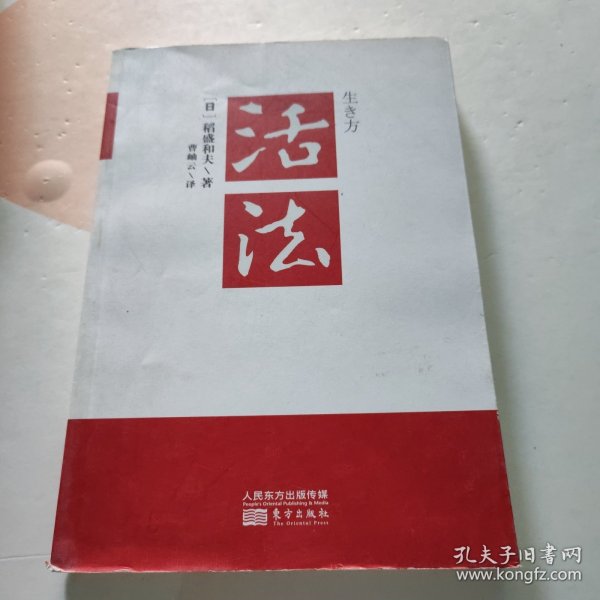 生き方
活法
［日］稻盛和夫\著
曹岫云\译
人民东方出版传媒
People's Oriental Publishing & Media
东方出版社
The Oriental Press
孔夫子旧书网
www.kongfz.com